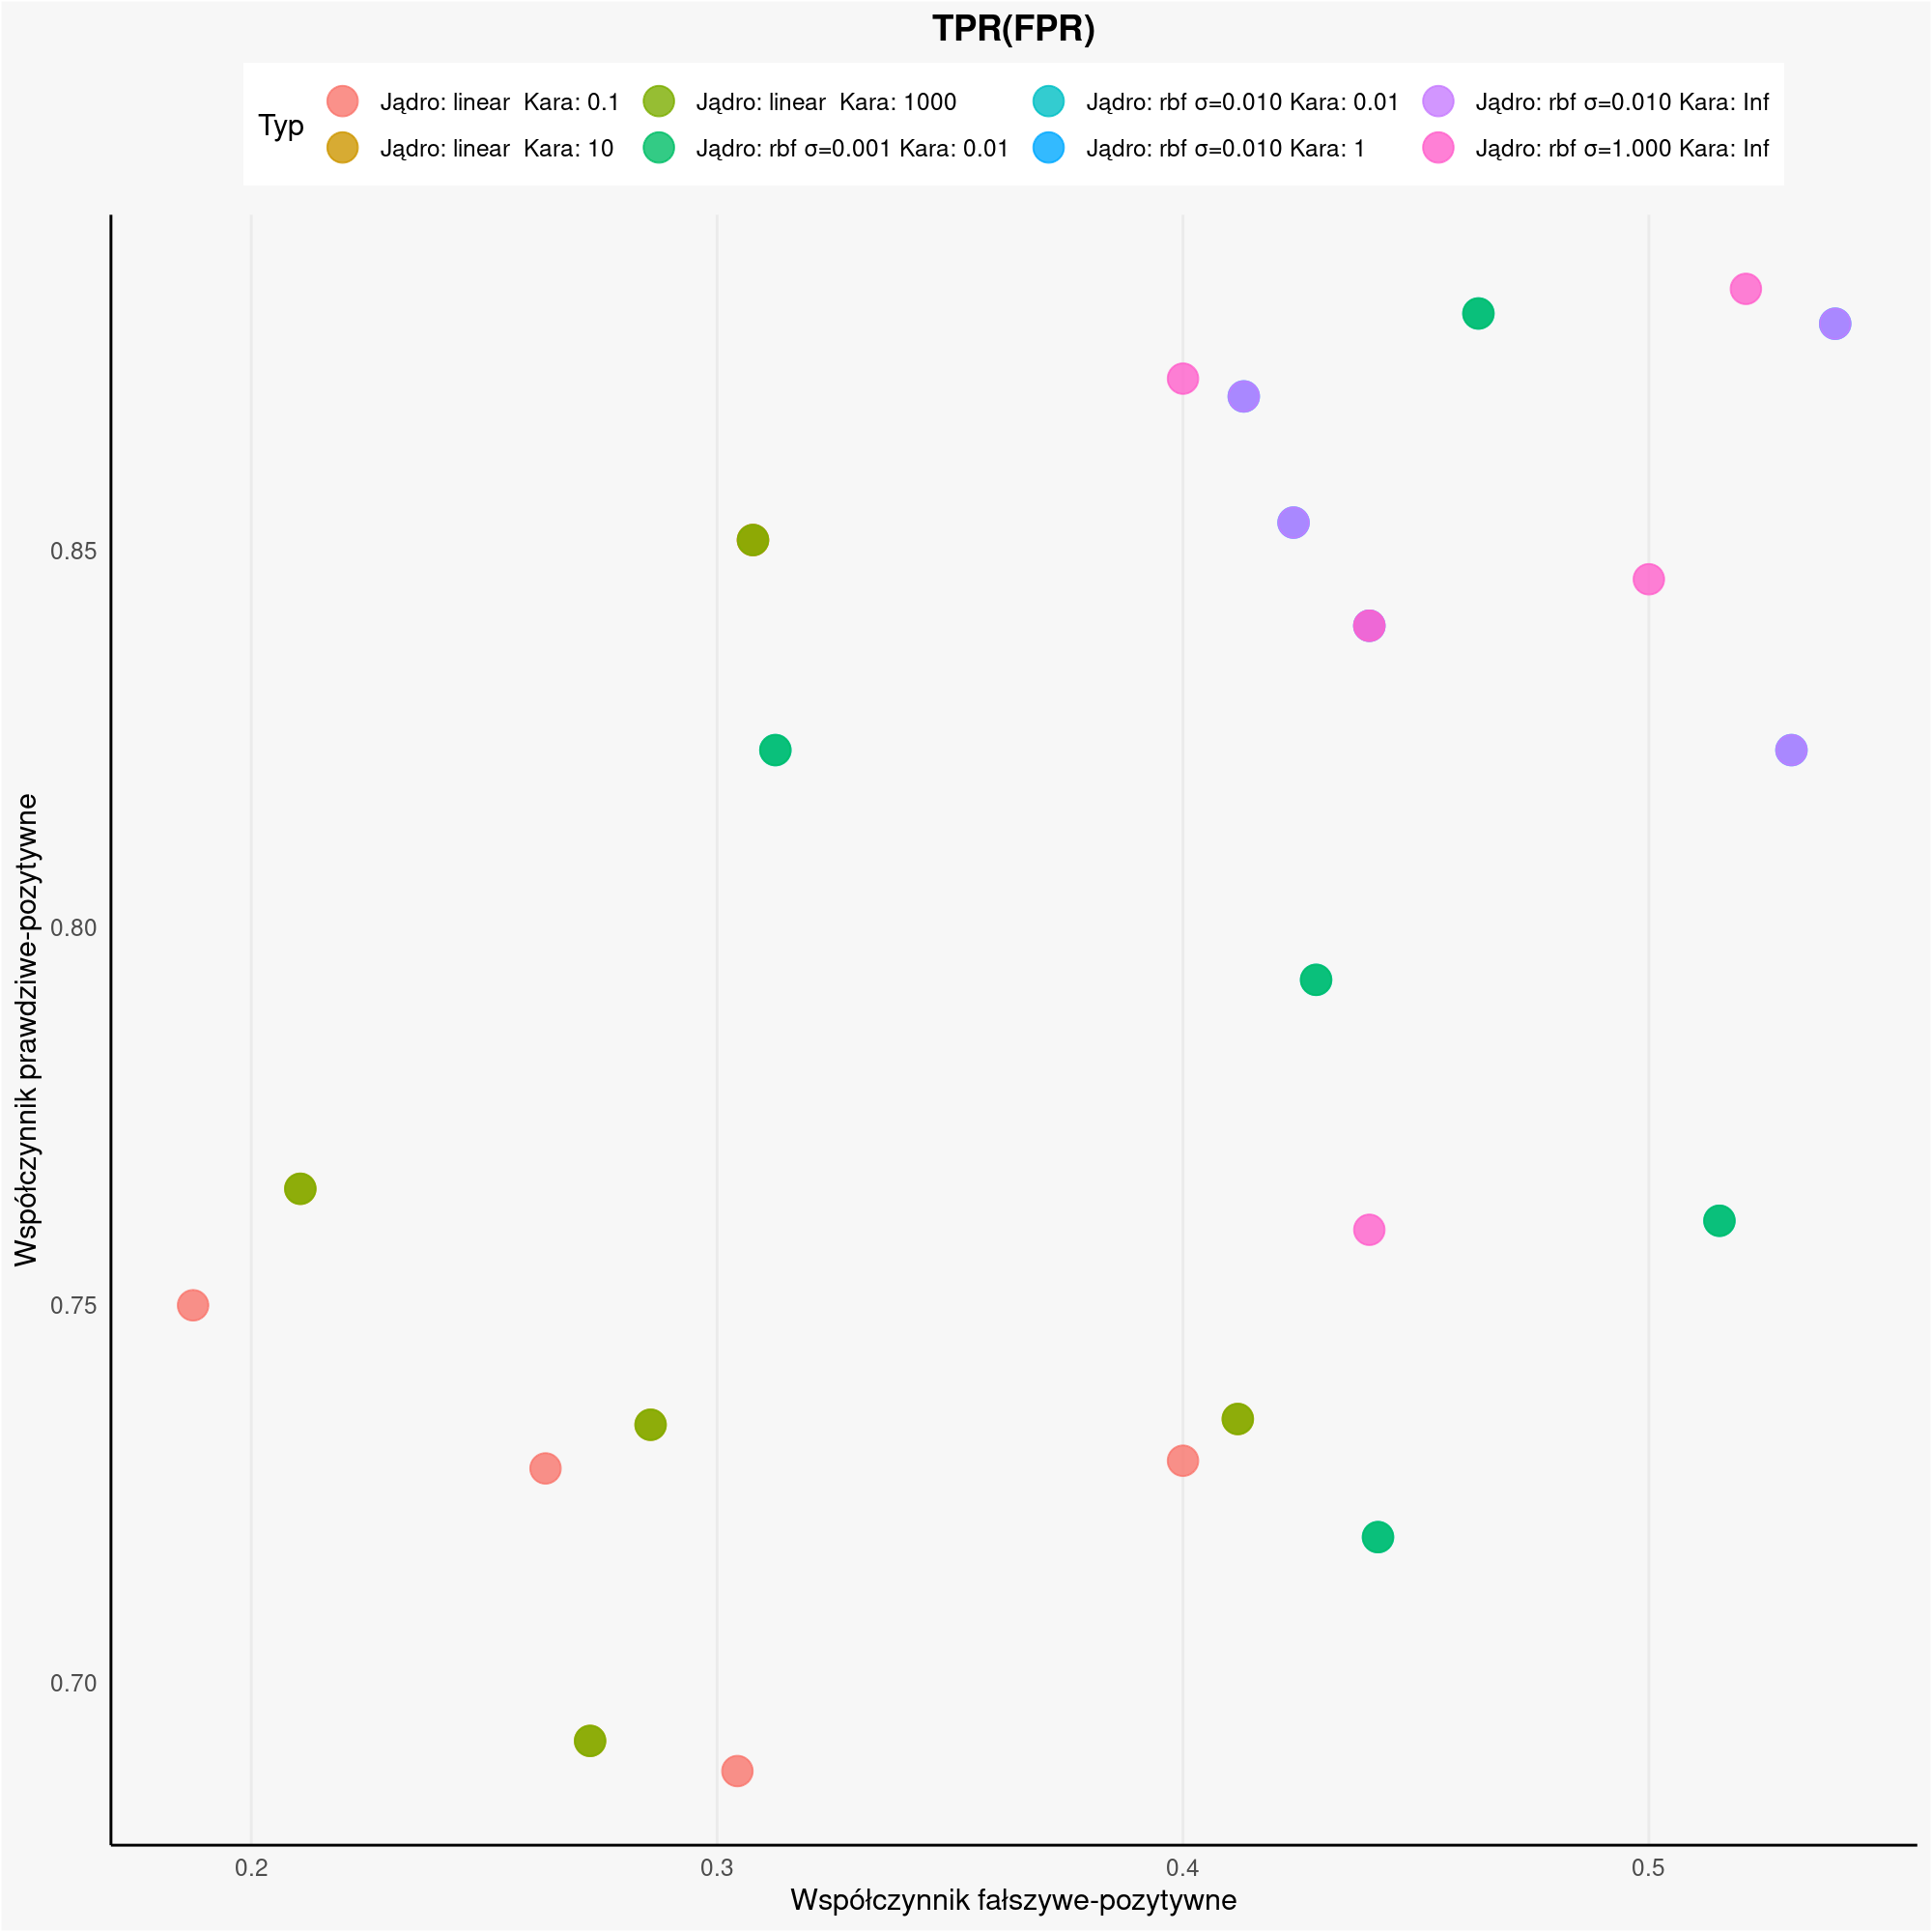 TPR(FPR)
Typ
Jądro: linear  Kara: 0.1
Jądro: linear  Kara: 1000
Jądro: rbf σ=0.010 Kara: 0.01
Jądro: rbf σ=0.010 Kara: Inf
Jądro: linear  Kara: 10
Jądro: rbf σ=0.001 Kara: 0.01
Jądro: rbf σ=0.010 Kara: 1
Jądro: rbf σ=1.000 Kara: Inf
Współczynnik prawdziwe-pozytywne
0.85
0.80
0.75
0.70
0.2
0.3
0.4
0.5
Współczynnik fałszywe-pozytywne